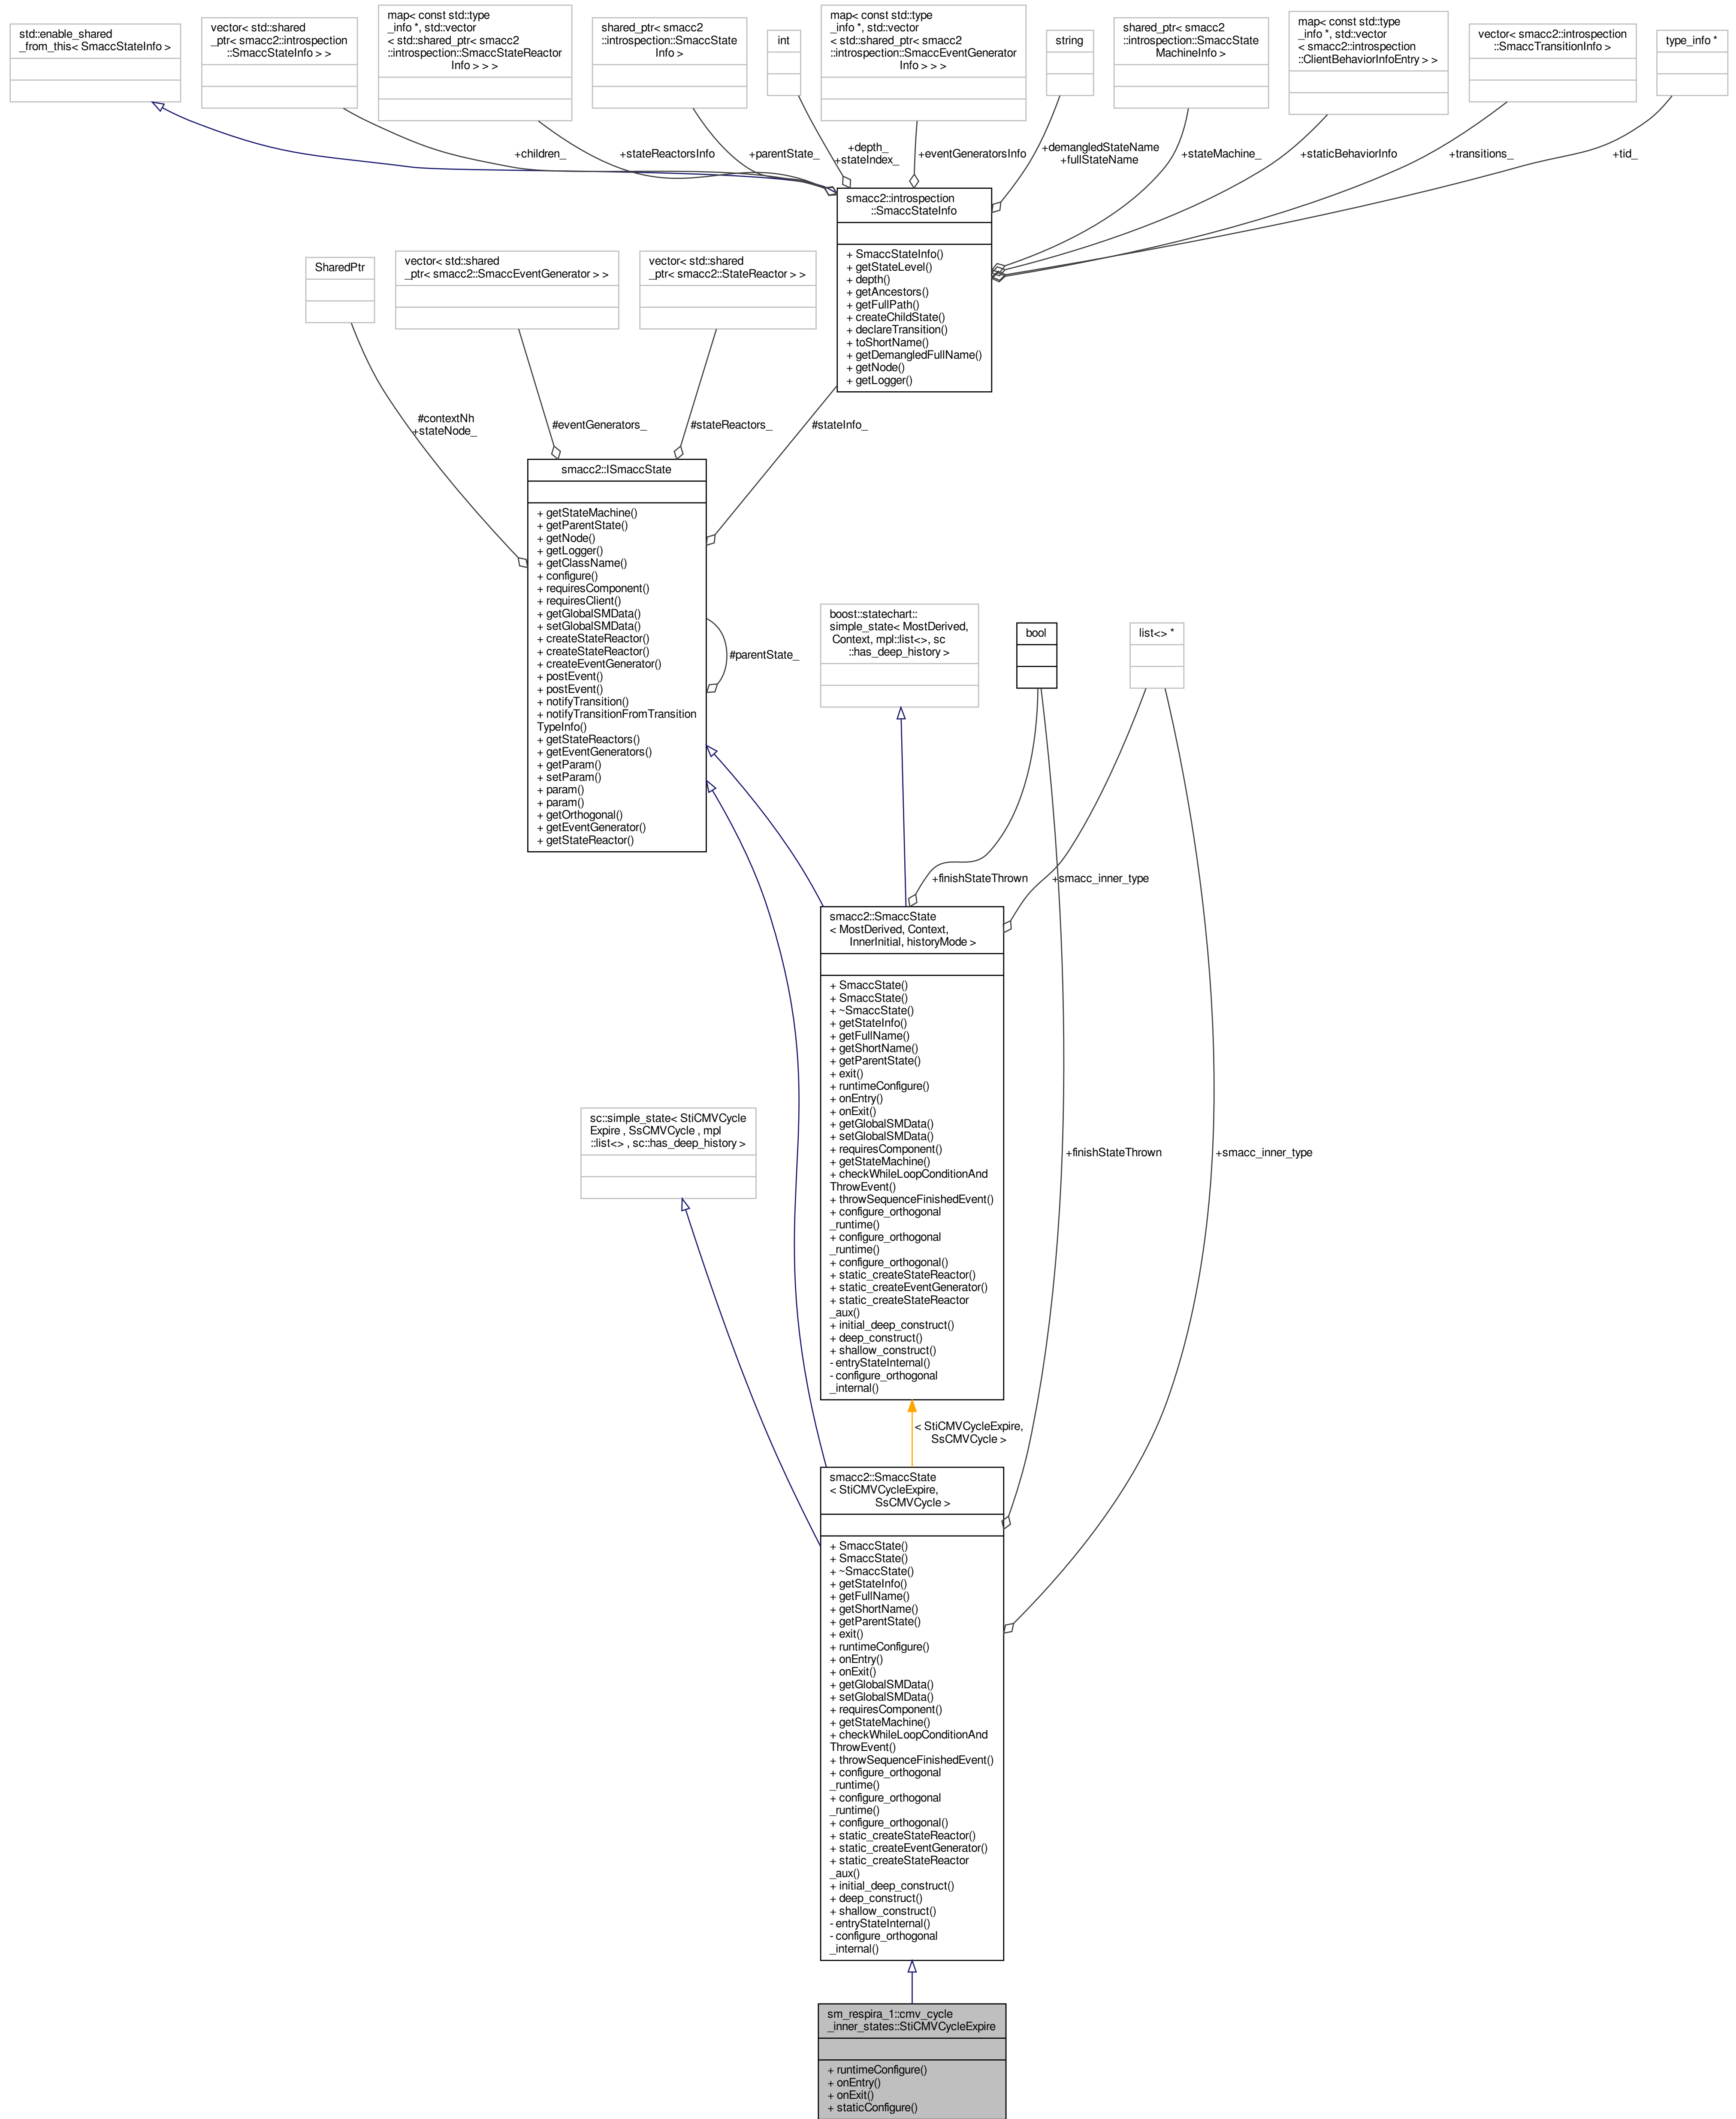 std::enable_shared
_from_this< SmaccStateInfo >
vector< std::shared
_ptr< smacc2::introspection
::SmaccStateInfo > >
map< const std::type
_info *, std::vector
< std::shared_ptr< smacc2
::introspection::SmaccStateReactor
Info > > >
shared_ptr< smacc2
::introspection::SmaccState
Info >
int
map< const std::type
_info *, std::vector
< std::shared_ptr< smacc2
::introspection::SmaccEventGenerator
Info > > >
string
shared_ptr< smacc2
::introspection::SmaccState
MachineInfo >
map< const std::type
_info *, std::vector
< smacc2::introspection
::ClientBehaviorInfoEntry > >
vector< smacc2::introspection
::SmaccTransitionInfo >
type_info *
+children_
+stateReactorsInfo
+parentState_
+depth_
+stateIndex_
+eventGeneratorsInfo
+demangledStateName
+fullStateName
+stateMachine_
+staticBehaviorInfo
+transitions_
+tid_
smacc2::introspection
::SmaccStateInfo
+ SmaccStateInfo()
+ getStateLevel()
+ depth()
+ getAncestors()
+ getFullPath()
+ createChildState()
+ declareTransition()
+ toShortName()
+ getDemangledFullName()
+ getNode()
+ getLogger()
SharedPtr
vector< std::shared
_ptr< smacc2::SmaccEventGenerator > >
vector< std::shared
_ptr< smacc2::StateReactor > >
#contextNh
+stateNode_
#eventGenerators_
#stateReactors_
#stateInfo_
smacc2::ISmaccState
+ getStateMachine()
+ getParentState()
+ getNode()
+ getLogger()
+ getClassName()
+ configure()
+ requiresComponent()
+ requiresClient()
+ getGlobalSMData()
+ setGlobalSMData()
+ createStateReactor()
+ createStateReactor()
+ createEventGenerator()
+ postEvent()
+ postEvent()
+ notifyTransition()
+ notifyTransitionFromTransition
TypeInfo()
+ getStateReactors()
+ getEventGenerators()
+ getParam()
+ setParam()
+ param()
+ param()
+ getOrthogonal()
+ getEventGenerator()
+ getStateReactor()
#parentState_
boost::statechart::
simple_state< MostDerived,
Context, mpl::list<>, sc
::has_deep_history >
bool
list<> *
+finishStateThrown
+smacc_inner_type
smacc2::SmaccState
< MostDerived, Context,
InnerInitial, historyMode >
+ SmaccState()
+ SmaccState()
+ ~SmaccState()
+ getStateInfo()
+ getFullName()
+ getShortName()
+ getParentState()
+ exit()
+ runtimeConfigure()
+ onEntry()
+ onExit()
+ getGlobalSMData()
+ setGlobalSMData()
+ requiresComponent()
+ getStateMachine()
+ checkWhileLoopConditionAnd
ThrowEvent()
+ throwSequenceFinishedEvent()
+ configure_orthogonal
_runtime()
+ configure_orthogonal
_runtime()
+ configure_orthogonal()
+ static_createStateReactor()
+ static_createEventGenerator()
+ static_createStateReactor
_aux()
+ initial_deep_construct()
+ deep_construct()
+ shallow_construct()
- entryStateInternal()
- configure_orthogonal
_internal()
sc::simple_state< StiCMVCycle
Expire , SsCMVCycle , mpl
::list<> , sc::has_deep_history >
+finishStateThrown
+smacc_inner_type
< StiCMVCycleExpire,
SsCMVCycle >
smacc2::SmaccState
< StiCMVCycleExpire,
SsCMVCycle >
+ SmaccState()
+ SmaccState()
+ ~SmaccState()
+ getStateInfo()
+ getFullName()
+ getShortName()
+ getParentState()
+ exit()
+ runtimeConfigure()
+ onEntry()
+ onExit()
+ getGlobalSMData()
+ setGlobalSMData()
+ requiresComponent()
+ getStateMachine()
+ checkWhileLoopConditionAnd
ThrowEvent()
+ throwSequenceFinishedEvent()
+ configure_orthogonal
_runtime()
+ configure_orthogonal
_runtime()
+ configure_orthogonal()
+ static_createStateReactor()
+ static_createEventGenerator()
+ static_createStateReactor
_aux()
+ initial_deep_construct()
+ deep_construct()
+ shallow_construct()
- entryStateInternal()
- configure_orthogonal
_internal()
sm_respira_1::cmv_cycle
_inner_states::StiCMVCycleExpire
+ runtimeConfigure()
+ onEntry()
+ onExit()
+ staticConfigure()